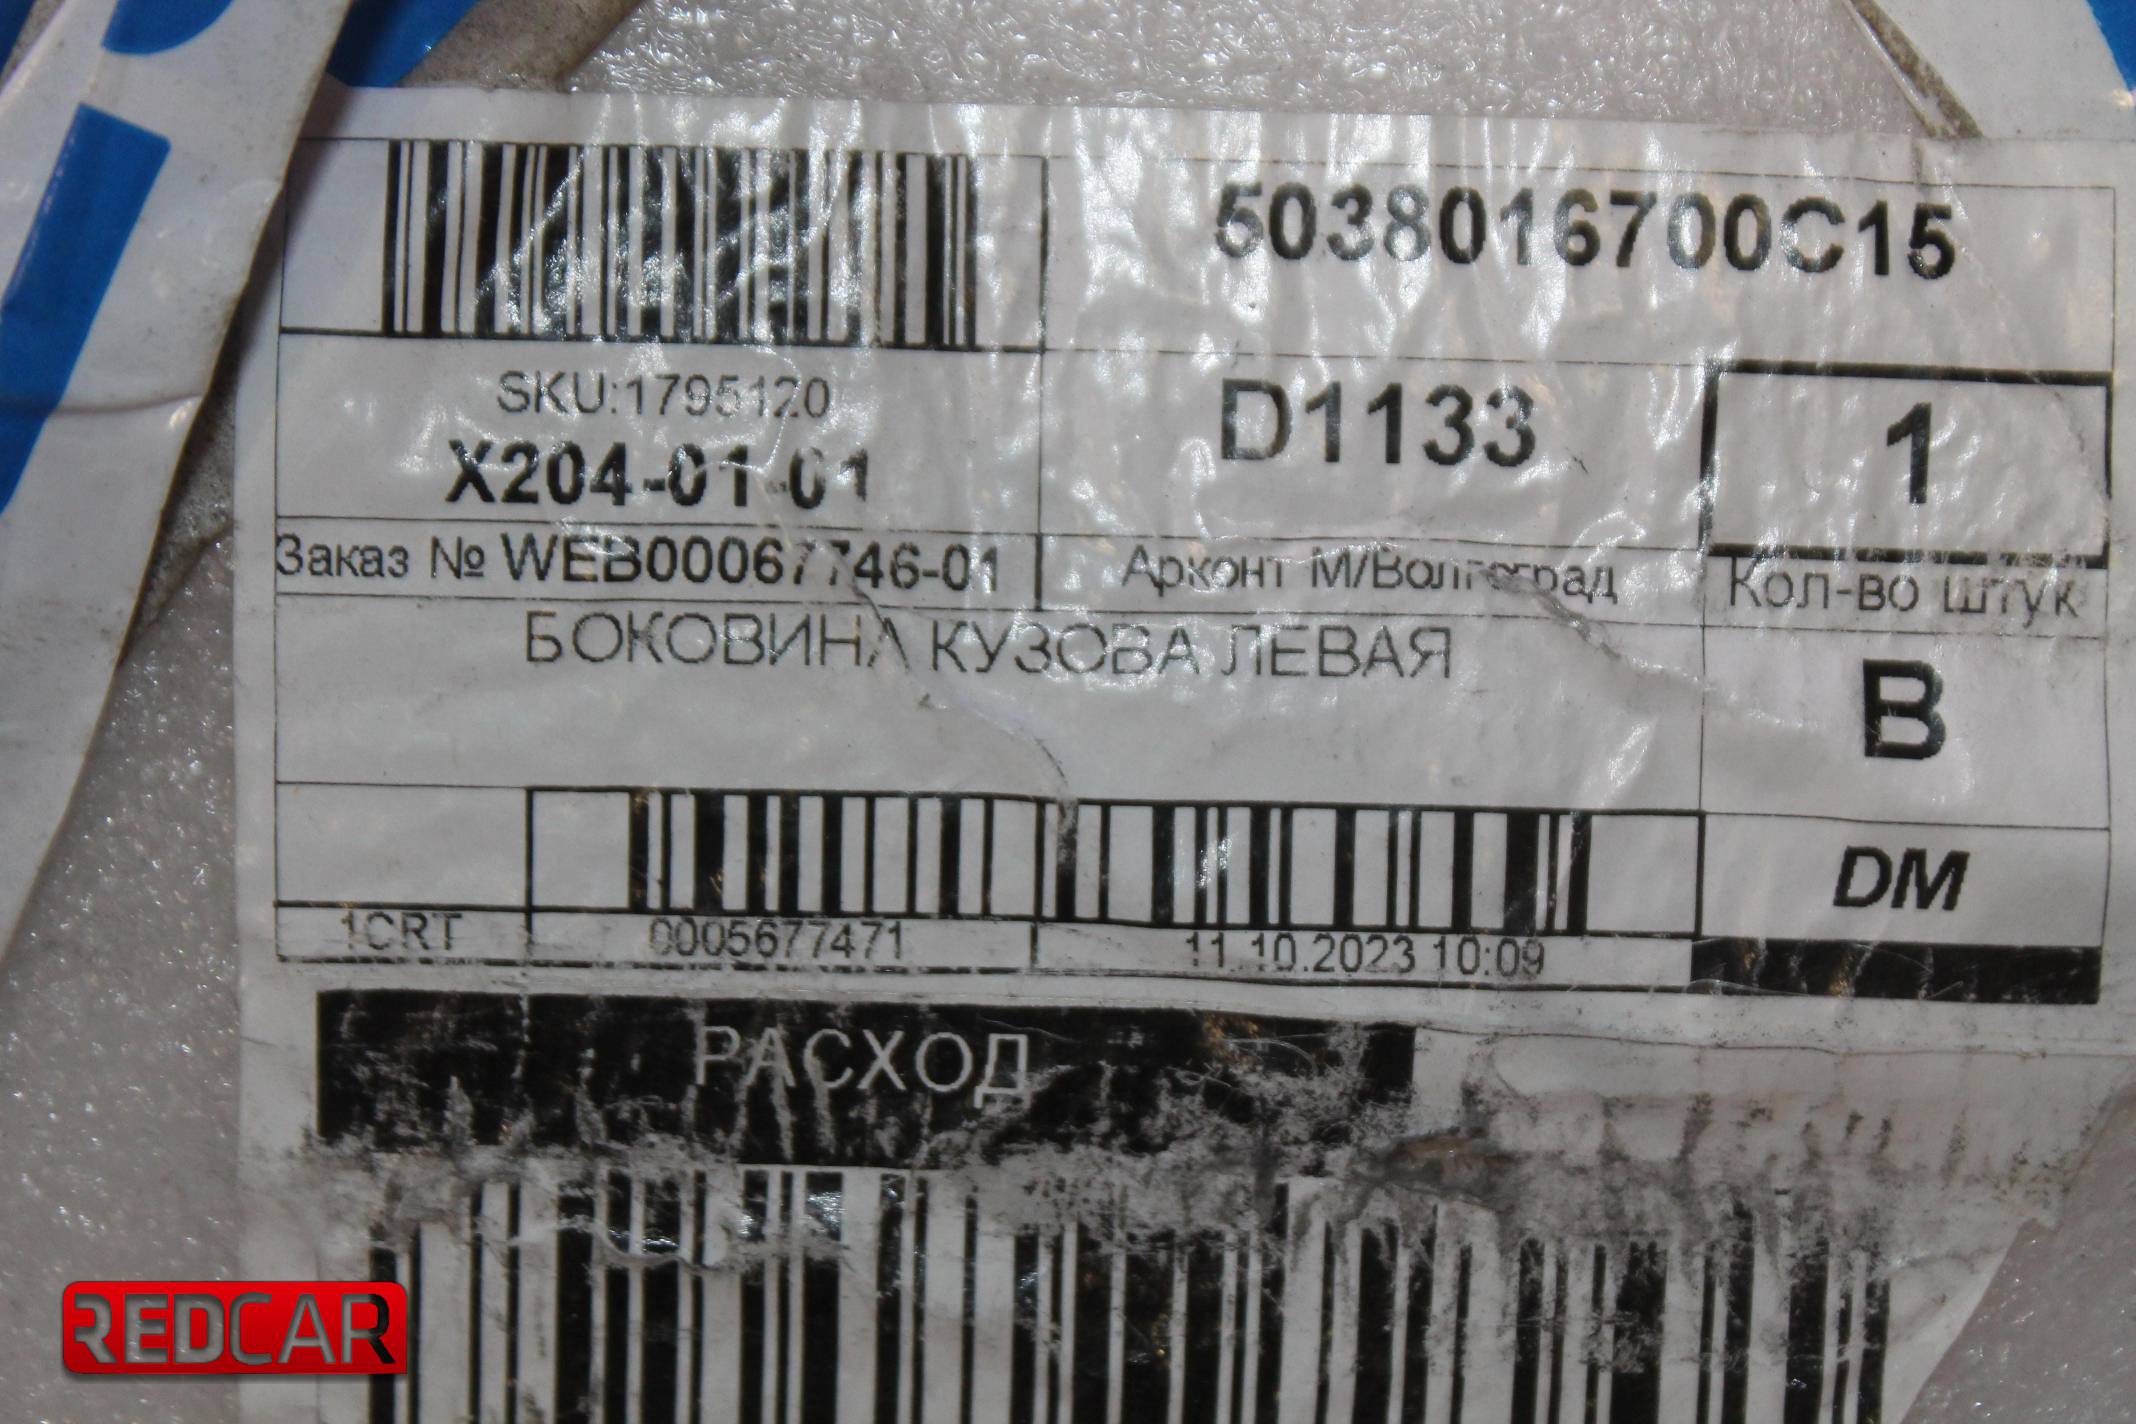 5038016700C15
SKU:1795120
X204-01-01
D1133
1
Заказ № WEB00067746-01
Арконт М/Волгоград
Кол-во штук
БОКОВИНА КУЗОВА ЛЕВАЯ
B
DM
1CRT
0005677471
11.10.2023 10:09
РАСХОД
REDCAR